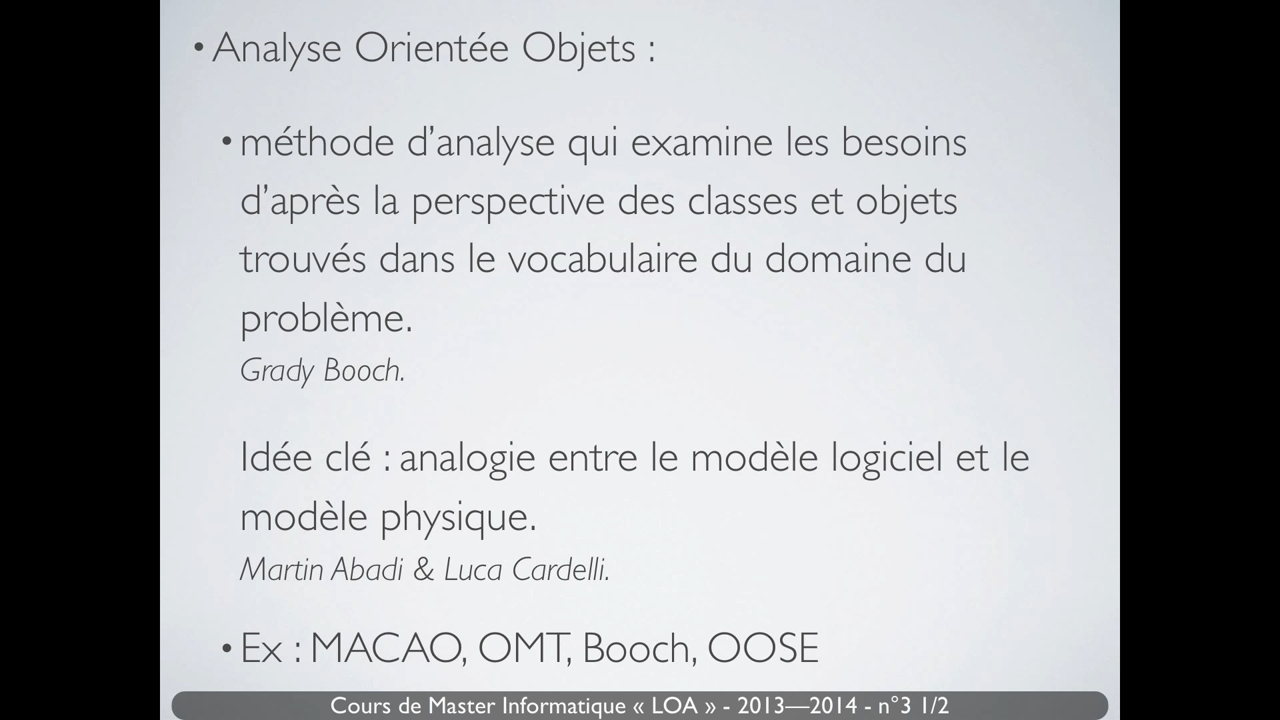 • Analyse Orientée Objets :
• méthode d’analyse qui examine les besoins
d’après la perspective des classes et objets
trouvés dans le vocabulaire du domaine du
problème.
Grady Booch.
Idée clé : analogie entre le modèle logiciel et le
modèle physique.
Martin Abadi & Luca Cardelli.
• Ex : MACAO, OMT, Booch, OOSE
Cours de Master Informatique « LOA » - 2013—2014 - n°3 1/2